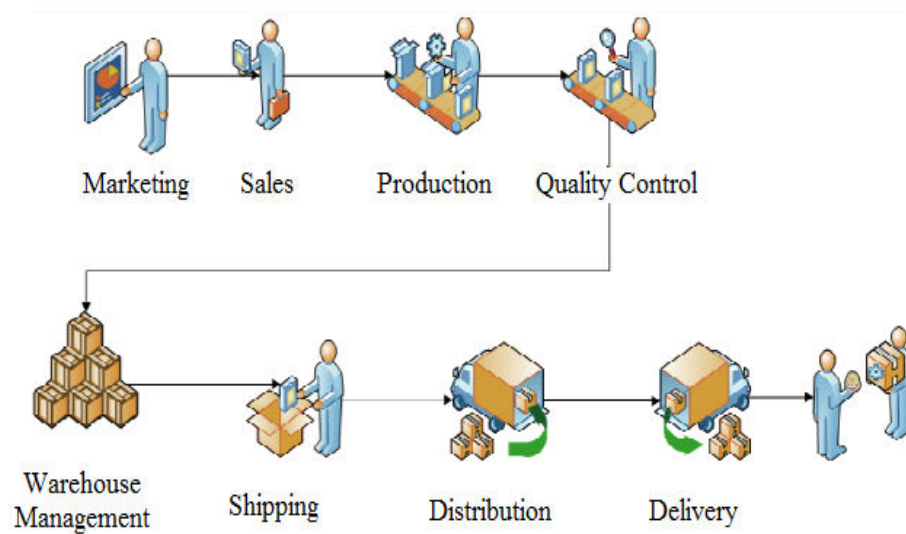 Marketing
Sales
Production
Quality Control
Warehouse
Management
Shipping
Distribution
Delivery